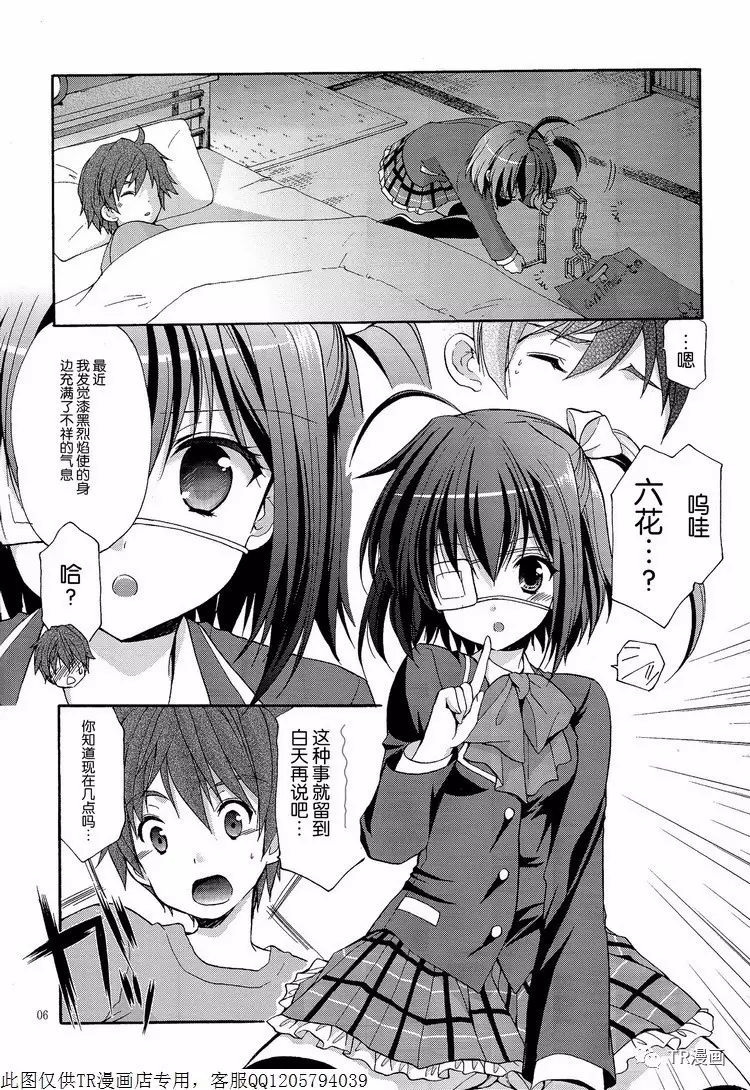 …嗯
呜哇
六花…?
最近
我发觉漆黑烈焰使的身
边充满了不祥的气息
哈?
这种事就留到
白天再说吧…
你知道现在几点吗…
06
TR漫画
此图仅供TR漫画店专用，客服QQ1205794039